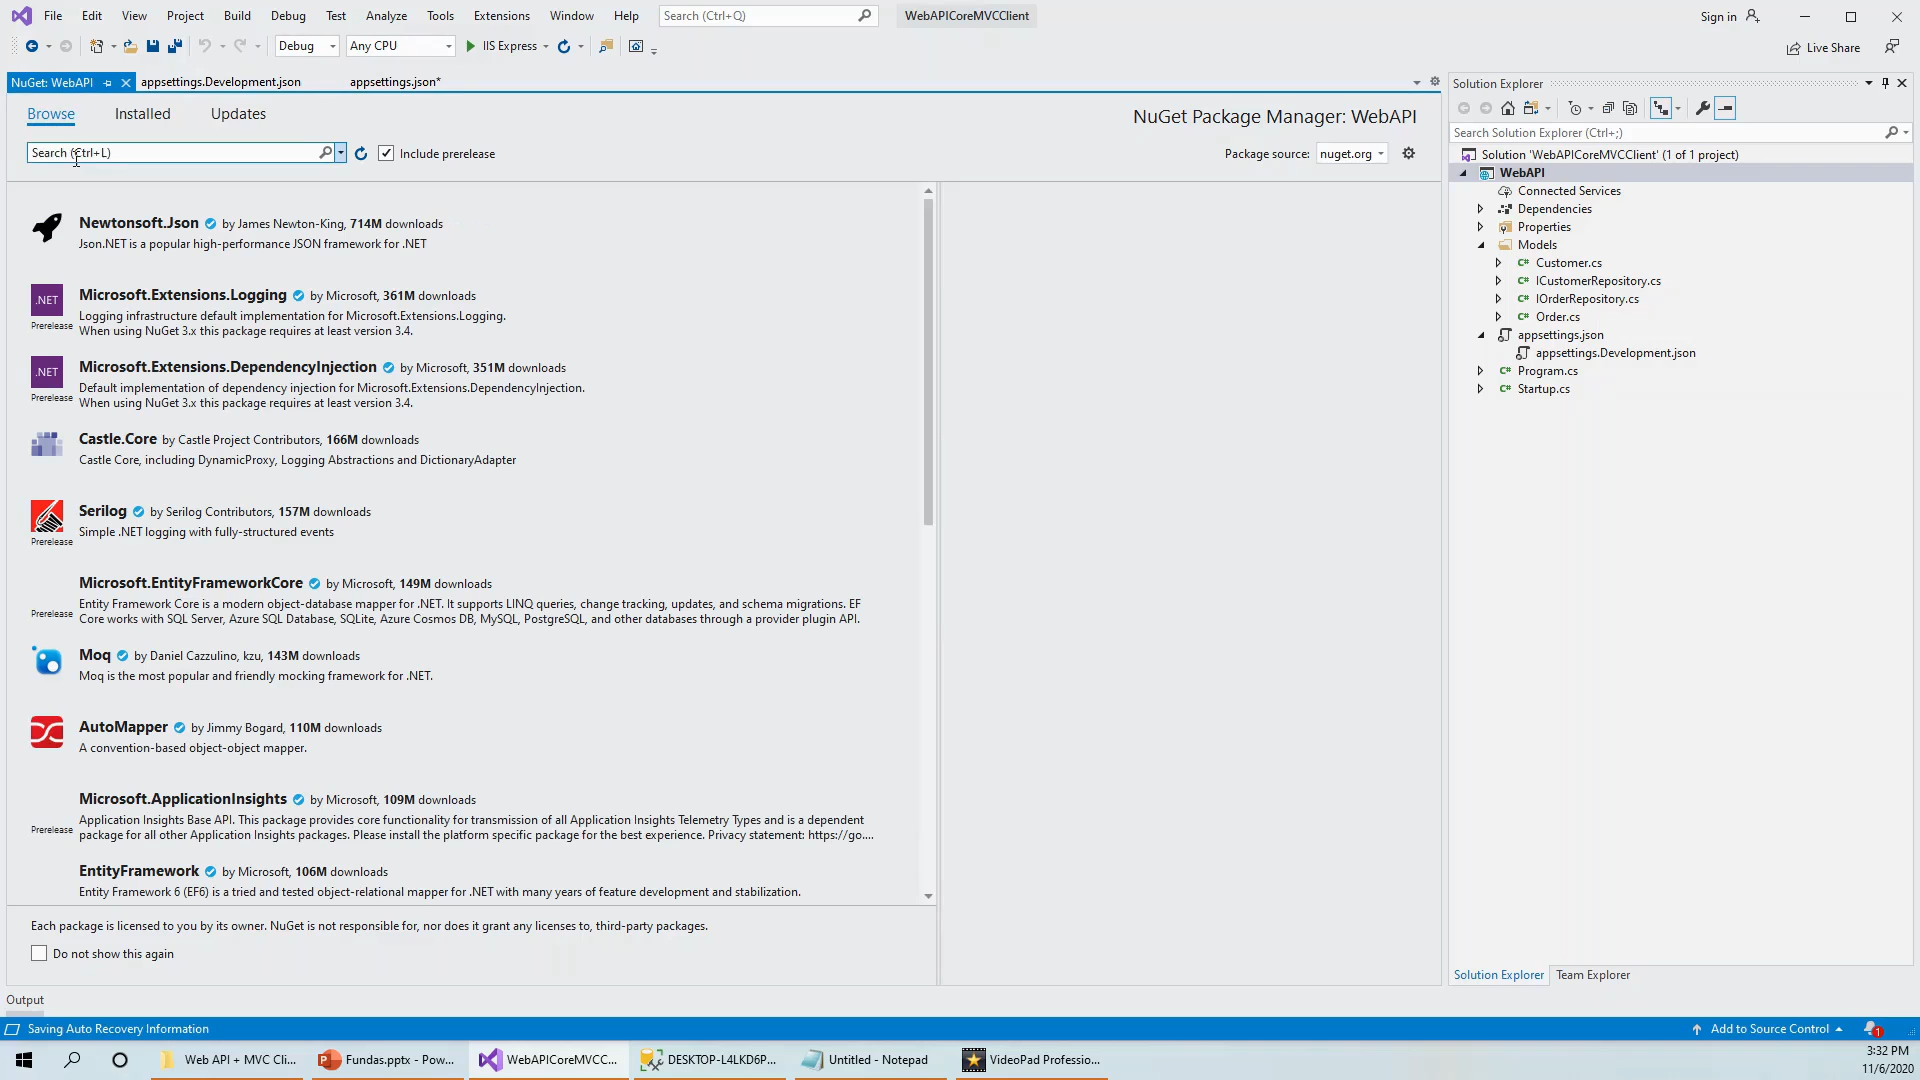 File Edit View Project Build Debug Test Analyze Tools Extensions Window Help Search (Ctrl+Q) WebAPICoreMVCClient Sign in
Debug Any CPU IIS Express Live Share
NuGet: WebAPI appsettings.Development.json appsettings.json*
Browse Installed Updates
NuGet Package Manager: WebAPI
Search (Ctrl+L) Include prerelease Package source: nuget.org
Newtonsoft.Json by James Newton-King, 714M downloads
Json.NET is a popular high-performance JSON framework for .NET
.NET
Prerelease
Microsoft.Extensions.Logging by Microsoft, 361M downloads
Logging infrastructure default implementation for Microsoft.Extensions.Logging.
When using NuGet 3.x this package requires at least version 3.4.
.NET
Prerelease
Microsoft.Extensions.DependencyInjection by Microsoft, 351M downloads
Default implementation of dependency injection for Microsoft.Extensions.DependencyInjection.
When using NuGet 3.x this package requires at least version 3.4.
Castle.Core by Castle Project Contributors, 166M downloads
Castle Core, including DynamicProxy, Logging Abstractions and DictionaryAdapter
Prerelease
Serilog by Serilog Contributors, 157M downloads
Simple .NET logging with fully-structured events
Prerelease
Microsoft.EntityFrameworkCore by Microsoft, 149M downloads
Entity Framework Core is a modern object-database mapper for .NET. It supports LINQ queries, change tracking, updates, and schema migrations. EF
Core works with SQL Server, Azure SQL Database, SQLite, Azure Cosmos DB, MySQL, PostgreSQL, and other databases through a provider plugin API.
Moq by Daniel Cazzulino, kzu, 143M downloads
Moq is the most popular and friendly mocking framework for .NET.
AutoMapper by Jimmy Bogard, 110M downloads
A convention-based object-object mapper.
Prerelease
Microsoft.ApplicationInsights by Microsoft, 109M downloads
Application Insights Base API. This package provides core functionality for transmission of all Application Insights Telemetry Types and is a dependent
package for all other Application Insights packages. Please install the platform specific package for the best experience. Privacy statement: https://go....
EntityFramework by Microsoft, 106M downloads
Entity Framework 6 (EF6) is a tried and tested object-relational mapper for .NET with many years of feature development and stabilization.
Each package is licensed to you by its owner. NuGet is not responsible for, nor does it grant any licenses to, third-party packages.
Do not show this again
Solution Explorer
Search Solution Explorer (Ctrl+;)
Solution 'WebAPICoreMVCClient' (1 of 1 project)
WebAPI
Connected Services
Dependencies
Properties
Models
C# Customer.cs
C# ICustomerRepository.cs
C# IOrderRepository.cs
C# Order.cs
appsettings.json
appsettings.Development.json
C# Program.cs
C# Startup.cs
Solution Explorer Team Explorer
Output
Saving Auto Recovery Information Add to Source Control 1
Web API + MVC Cli... Fundas.pptx - Pow... WebAPICoreMVCC... DESKTOP-L4LKD6P... Untitled - Notepad VideoPad Professio...
3:32 PM
11/6/2020